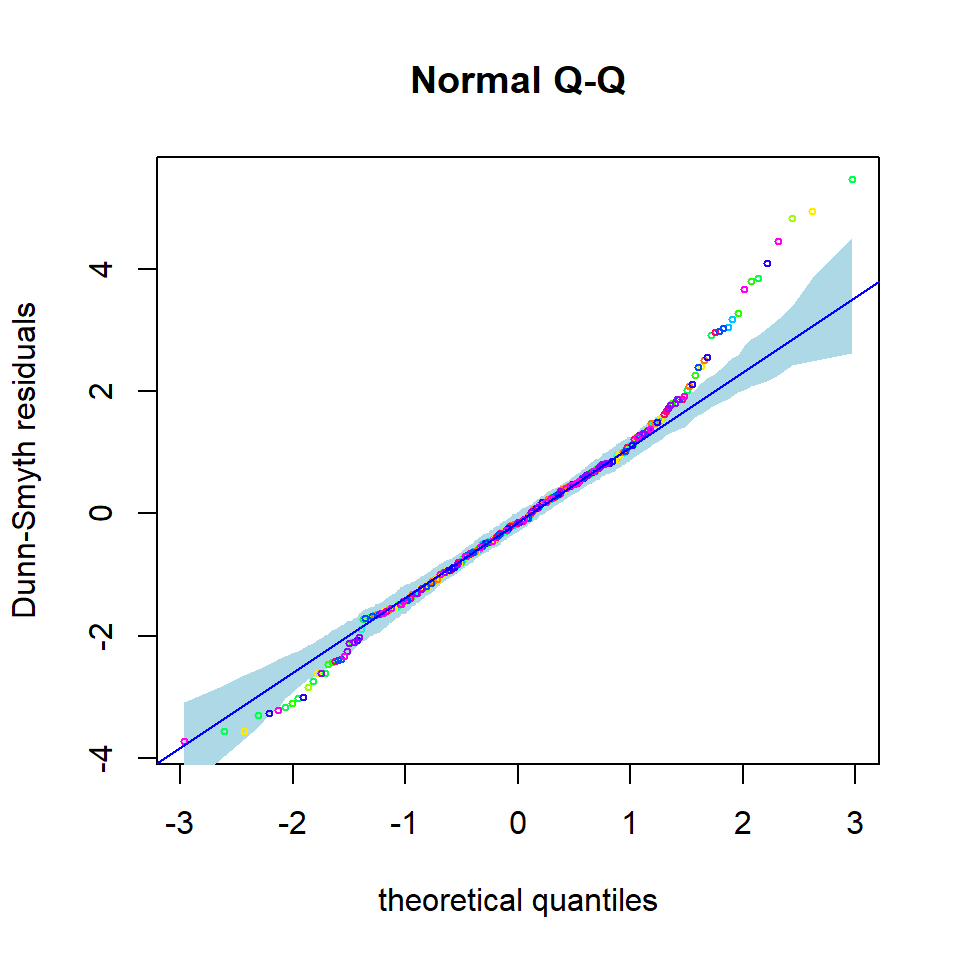 Normal Q-Q
Dunn-Smyth residuals
4
2
0
-2
-4
-3 -2 -1 0 1 2 3
theoretical quantiles